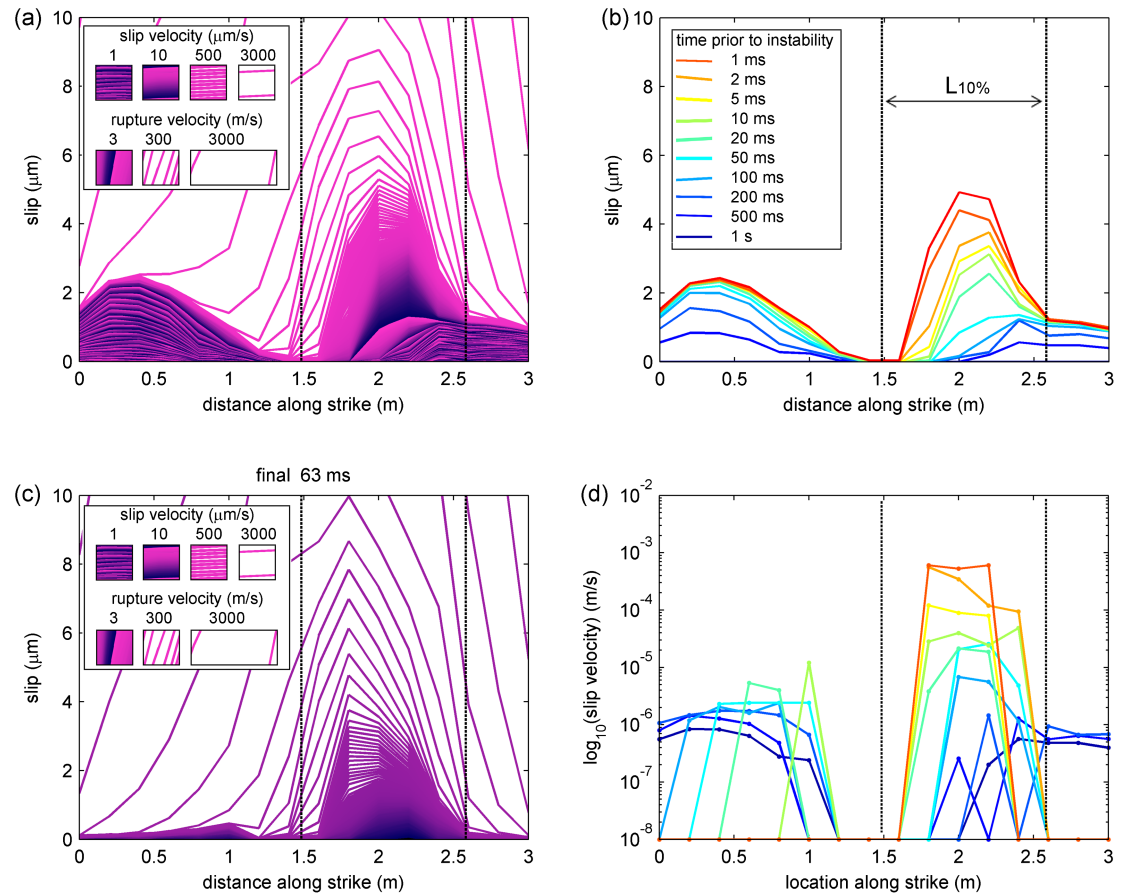 (a)
10
8
6
4
2
0
slip (μm)
slip velocity (μm/s)
1 10 500 3000
rupture velocity (m/s)
3 300 3000
0 0.5 1 1.5 2 2.5 3
distance along strike (m)
(b)
10
8
6
4
2
0
slip (μm)
time prior to instability
1 ms
2 ms
5 ms
10 ms
20 ms
50 ms
100 ms
200 ms
500 ms
1 s
L10%
0 0.5 1 1.5 2 2.5 3
distance along strike (m)
(c)
final 63 ms
10
8
6
4
2
0
slip (μm)
slip velocity (μm/s)
1 10 500 3000
rupture velocity (m/s)
3 300 3000
0 0.5 1 1.5 2 2.5 3
distance along strike (m)
(d)
10-2
10-3
10-4
10-5
10-6
10-7
10-8
log10(slip velocity) (m/s)
0 0.5 1 1.5 2 2.5 3
location along strike (m)